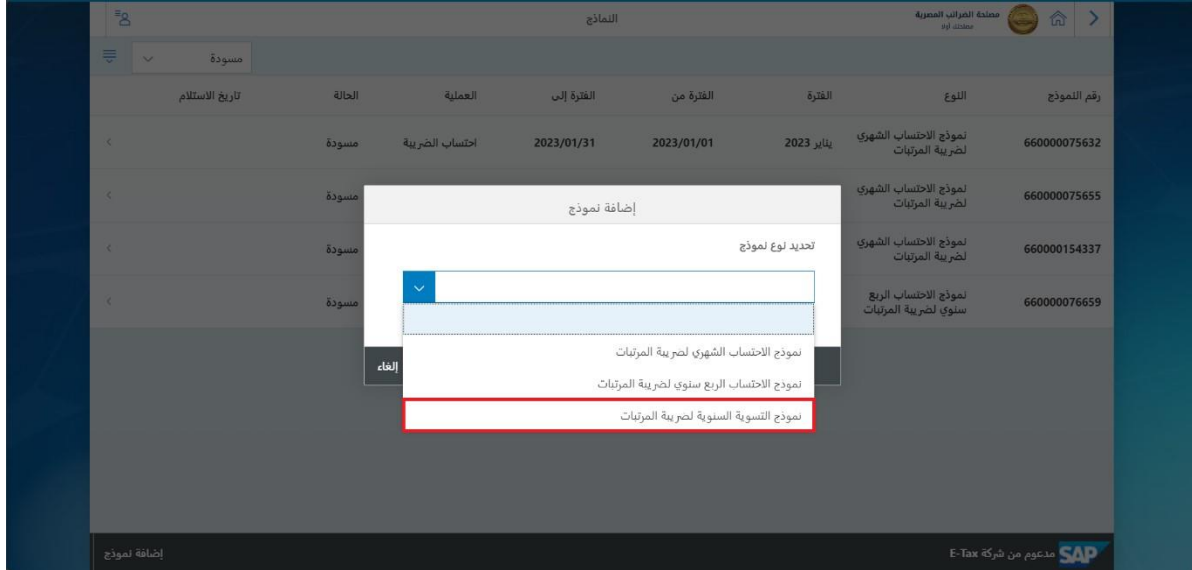 مصلحة الضرائب المصرية
مصلحتك أولا
النماذج
مسودة
رقم النموذج النوع الفترة الفترة من الفترة إلى العملية الحالة تاريخ الاستلام
660000075632 نموذج الاحتساب الشهري لضريبة المرتبات يناير 2023 2023/01/01 2023/01/31 احتساب الضريبة مسودة
660000075655 نموذج الاحتساب الشهري لضريبة المرتبات مسودة
660000154337 نموذج الاحتساب الشهري لضريبة المرتبات مسودة
660000076659 نموذج الاحتساب الربع سنوي لضريبة المرتبات مسودة
إضافة نموذج
تحديد نوع نموذج
نموذج الاحتساب الشهري لضريبة المرتبات
نموذج الاحتساب الربع سنوي لضريبة المرتبات
نموذج التسوية السنوية لضريبة المرتبات
إلغاء
SAP مدعوم من شركة E-Tax
إضافة نموذج